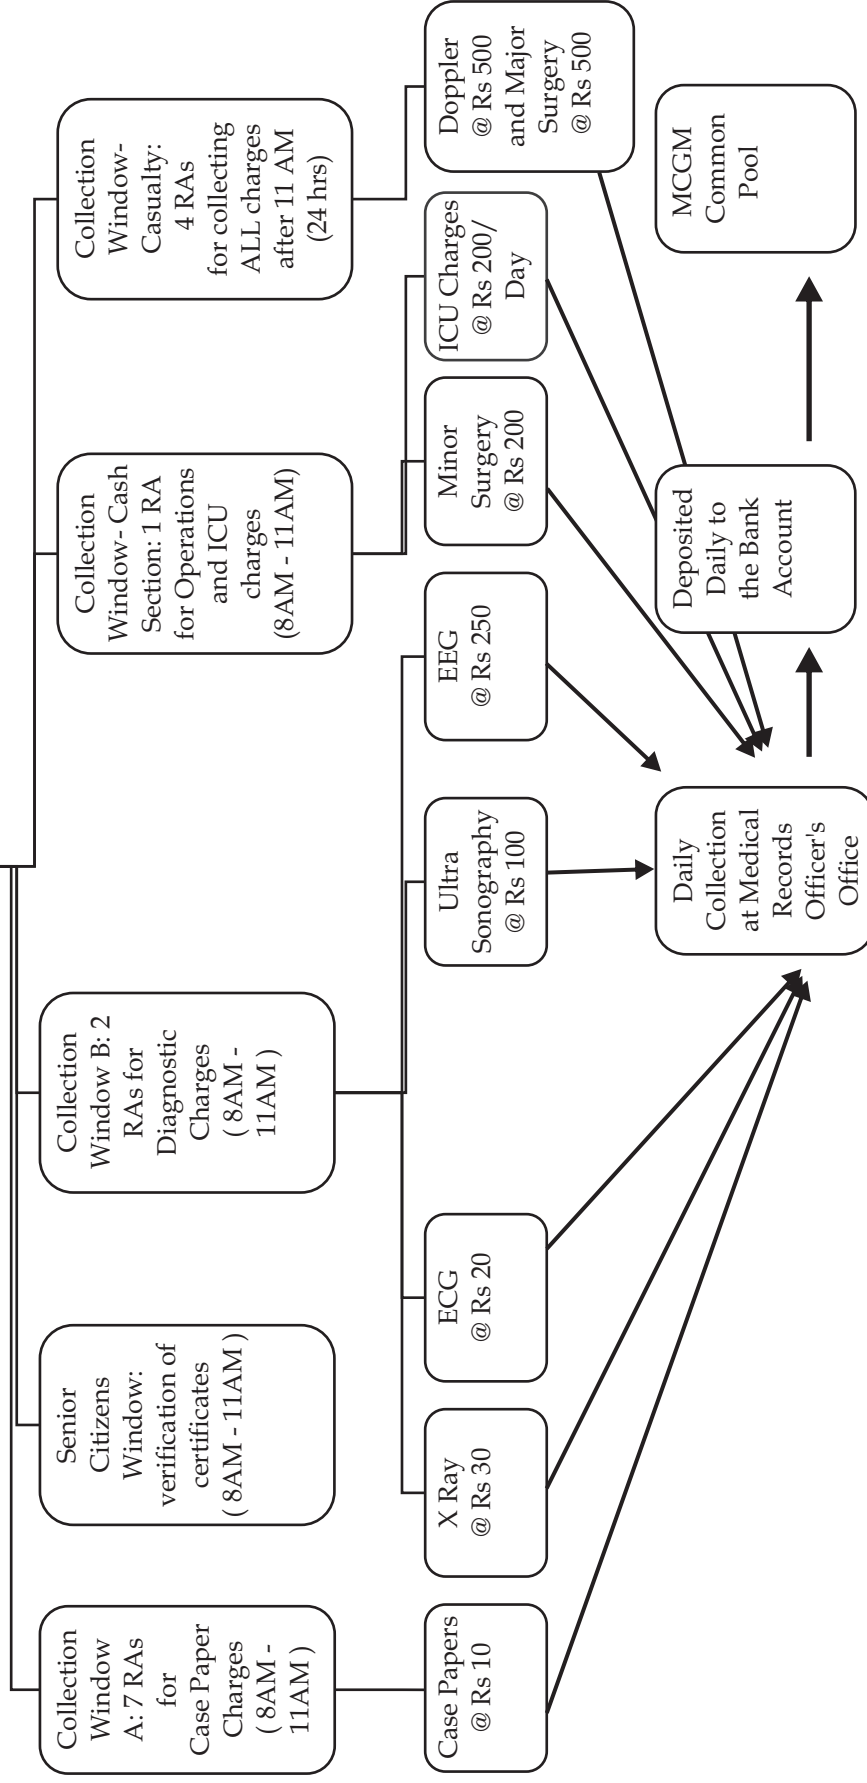 Collection
Window
A: 7 RAs
for
Case Paper
Charges
( 8AM -
11AM )
Senior
Citizens
Window:
verification of
certificates
( 8AM - 11AM )
Collection
Window B: 2
RAs for
Diagnostic
Charges
( 8AM -
11AM )
Collection
Window- Cash
Section: 1 RA
for Operations
and ICU
charges
(8AM - 11AM)
Collection
Window-
Casualty:
4 RAs
for collecting
ALL charges
after 11 AM
(24 hrs)
Case Papers
@ Rs 10
X Ray
@ Rs 30
ECG
@ Rs 20
Ultra
Sonography
@ Rs 100
EEG
@ Rs 250
Minor
Surgery
@ Rs 200
ICU Charges
@ Rs 200/
Day
Doppler
@ Rs 500
and Major
Surgery
@ Rs 500
Daily
Collection
at Medical
Records
Officer's
Office
Deposited
Daily to
the Bank
Account
MCGM
Common
Pool